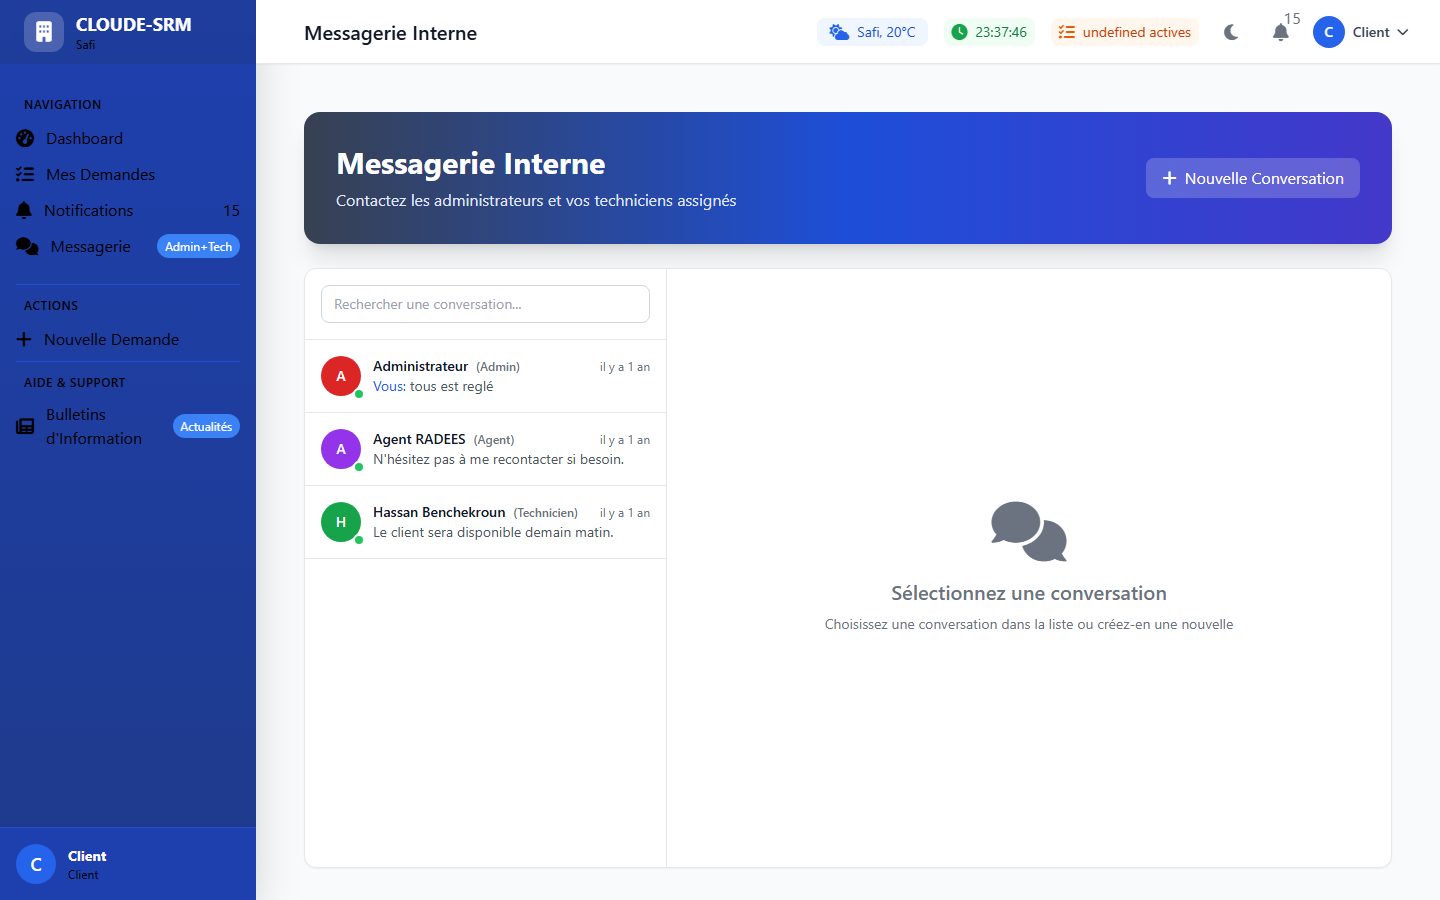 CLOUDE-SRM
Safi
NAVIGATION
Dashboard
Mes Demandes
Notifications 15
Messagerie Admin+Tech
ACTIONS
Nouvelle Demande
AIDE & SUPPORT
Bulletins
d'Information Actualités
C Client
Client
Messagerie Interne
Safi, 20°C
23:37:46
undefined actives
15
C Client
Messagerie Interne
Contactez les administrateurs et vos techniciens assignés
Nouvelle Conversation
Rechercher une conversation...
A Administrateur (Admin) il y a 1 an
Vous: tous est reglé
A Agent RADEES (Agent) il y a 1 an
N'hésitez pas à me recontacter si besoin.
H Hassan Benchekroun (Technicien) il y a 1 an
Le client sera disponible demain matin.
Sélectionnez une conversation
Choisissez une conversation dans la liste ou créez-en une nouvelle